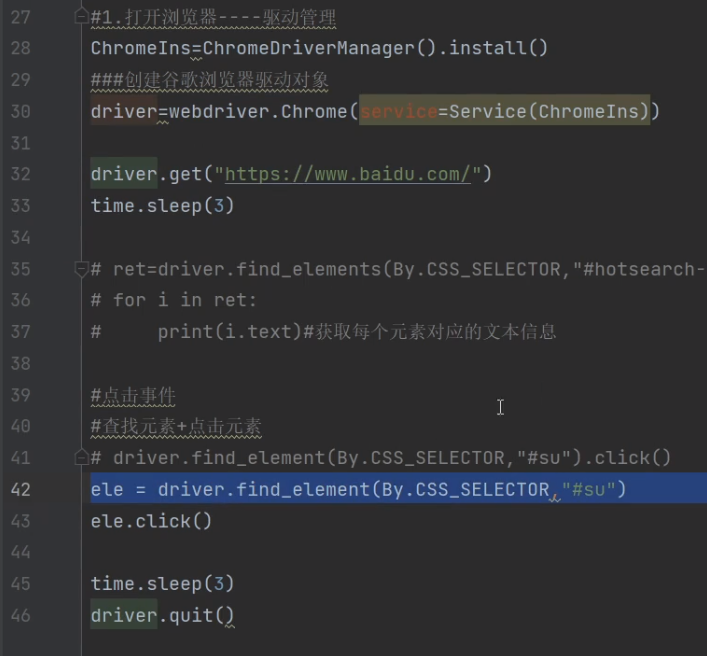 27 #1.打开浏览器----驱动管理
28 ChromeIns=ChromeDriverManager().install()
29 ###创建谷歌浏览器驱动对象
30 driver=webdriver.Chrome(service=Service(ChromeIns))
31
32 driver.get("https://www.baidu.com/")
33 time.sleep(3)
34
35 # ret=driver.find_elements(By.CSS_SELECTOR,"#hotsearch-
36 # for i in ret:
37 #     print(i.text)#获取每个元素对应的文本信息
38
39 #点击事件
40 #查找元素+点击元素
41 # driver.find_element(By.CSS_SELECTOR,"#su").click()
42 ele = driver.find_element(By.CSS_SELECTOR,"#su")
43 ele.click()
44
45 time.sleep(3)
46 driver.quit()